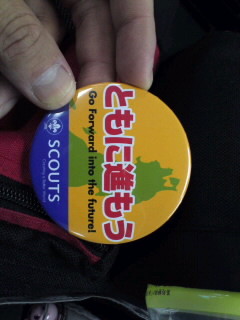 ともに進もう
Go Forward into the future!
SCOUTS